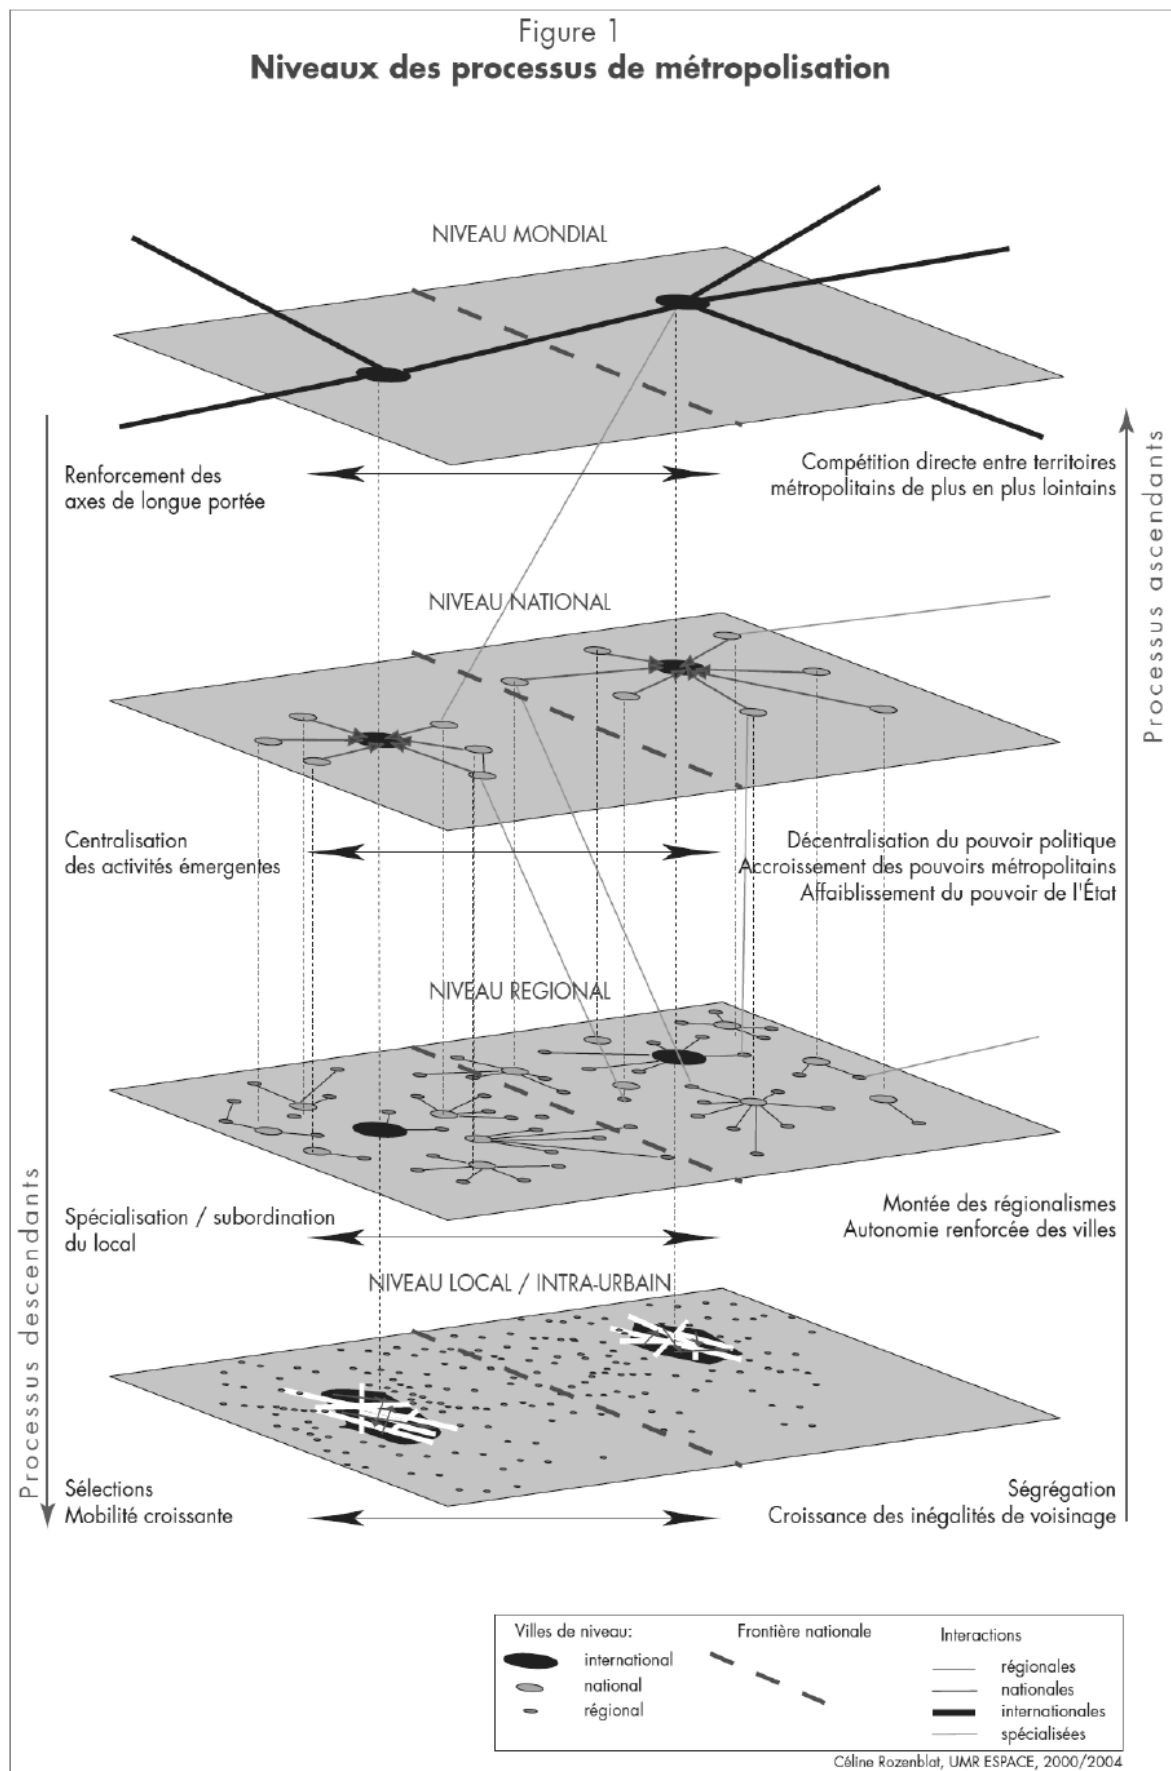 Figure 1
Niveaux des processus de métropolisation
NIVEAU MONDIAL
Renforcement des
axes de longue portée
Compétition directe entre territoires
métropolitains de plus en plus lointains
NIVEAU NATIONAL
Centralisation
des activités émergentes
Décentralisation du pouvoir politique
Accroissement des pouvoirs métropolitains
Affaiblissement du pouvoir de l'État
NIVEAU REGIONAL
Spécialisation / subordination
du local
Montée des régionalismes
Autonomie renforcée des villes
NIVEAU LOCAL / INTRA-URBAIN
Sélections
Mobilité croissante
Ségrégation
Croissance des inégalités de voisinage
Processus descendants
Processus ascendants
Villes de niveau:
international
national
régional
Frontière nationale
Interactions
régionales
nationales
internationales
spécialisées
Céline Rozenblat, UMR ESPACE, 2000/2004